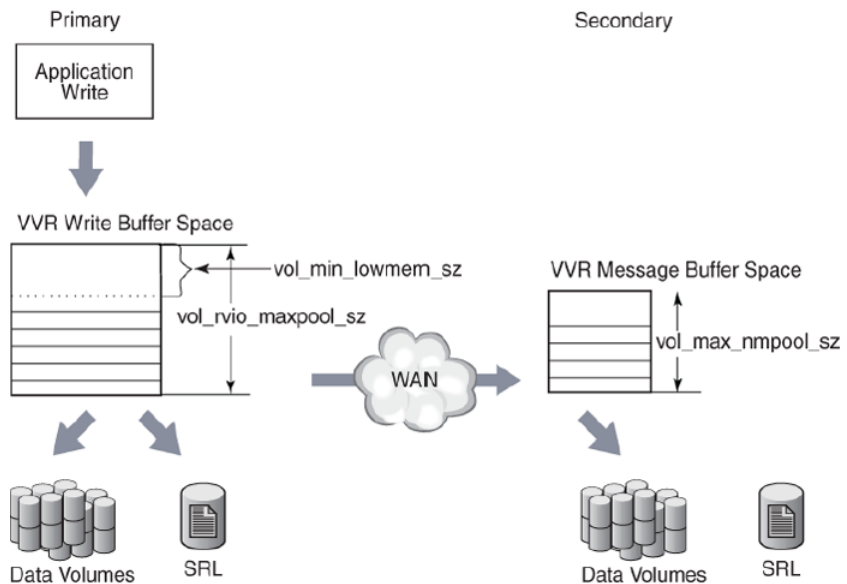 Primary
Secondary
Application
Write
VVR Write Buffer Space
vol_min_lowmem_sz
VVR Message Buffer Space
vol_rvio_maxpool_sz
vol_max_nmpool_sz
WAN
Data Volumes
SRL
Data Volumes
SRL